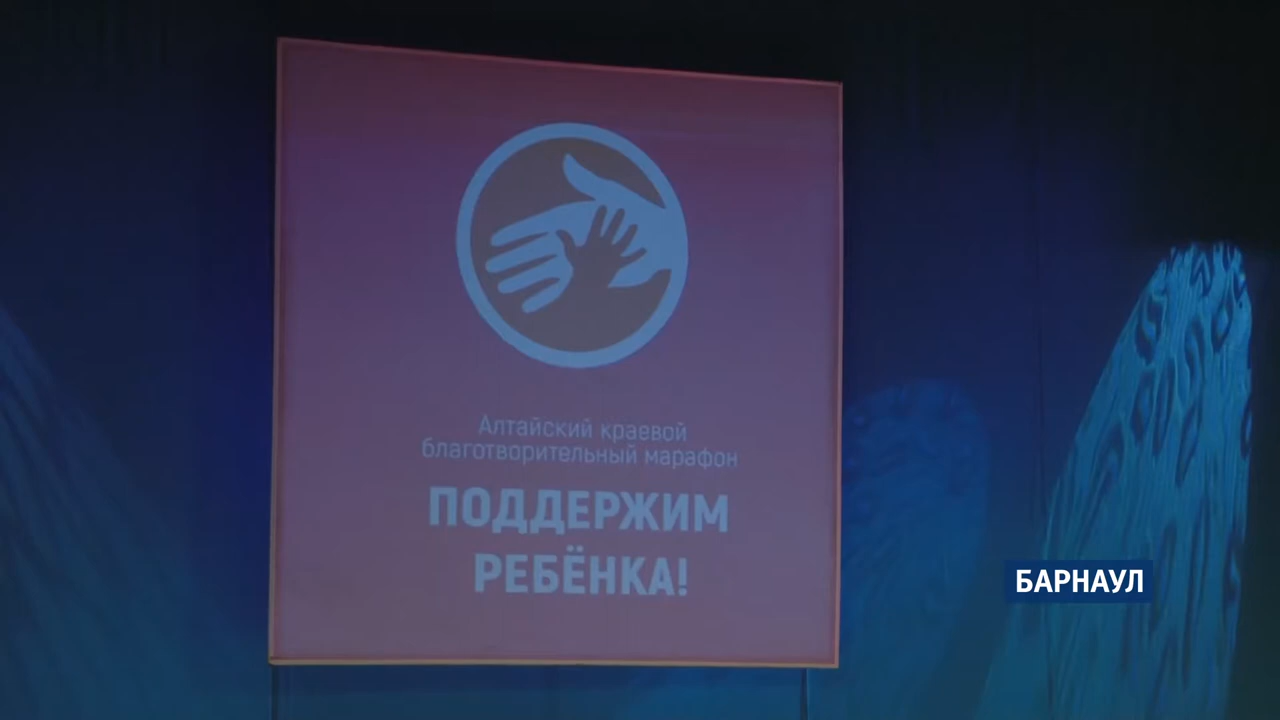 Алтайский краевой
благотворительный марафон
ПОДДЕРЖИМ
РЕБЁНКА!
БАРНАУЛ